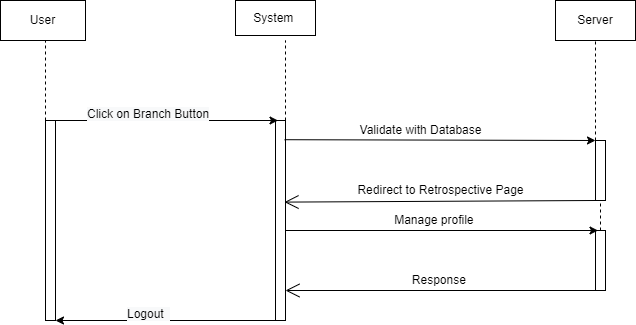 User
System
Server
Click on Branch Button
Validate with Database
Redirect to Retrospective Page
Manage profile
Response
Logout